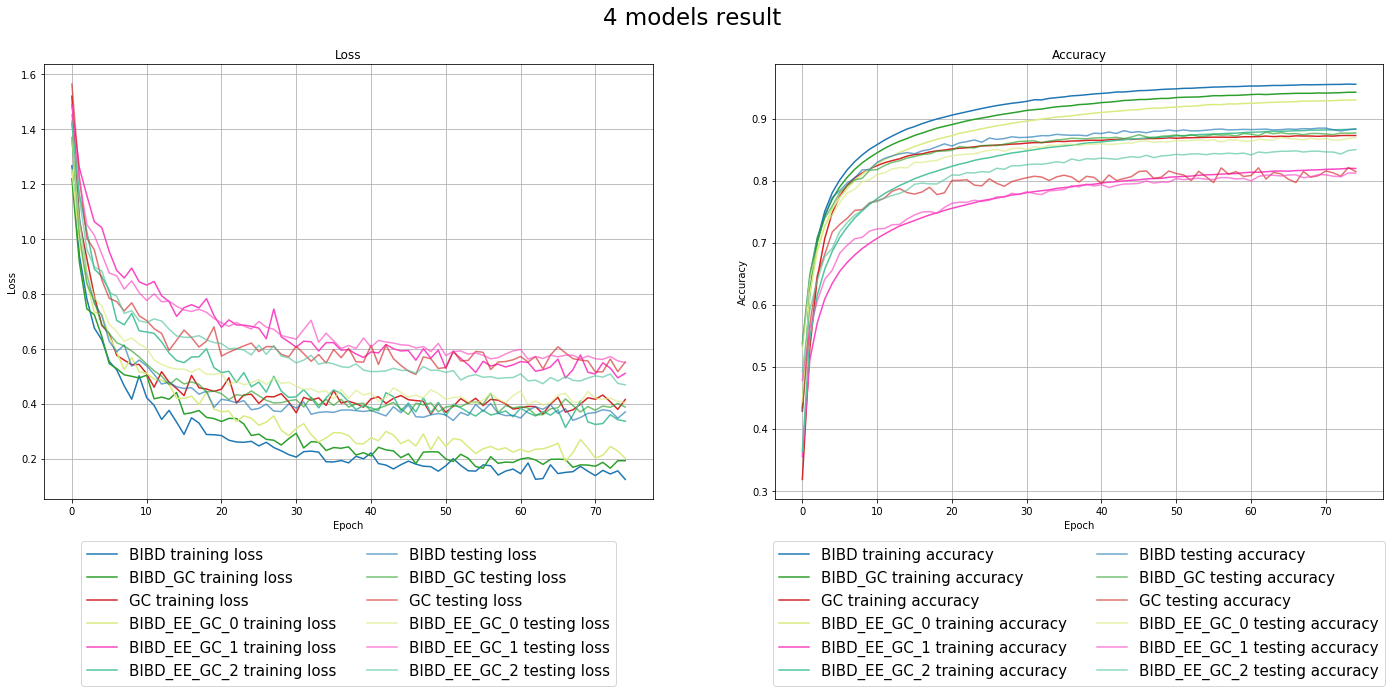 4 models result
Loss
1.6
1.4
1.2
1.0
0.8
0.6
0.4
0.2
Loss
0 10 20 30 40 50 60 70
Epoch
BIBD training loss
BIBD_GC training loss
GC training loss
BIBD_EE_GC_0 training loss
BIBD_EE_GC_1 training loss
BIBD_EE_GC_2 training loss
BIBD testing loss
BIBD_GC testing loss
GC testing loss
BIBD_EE_GC_0 testing loss
BIBD_EE_GC_1 testing loss
BIBD_EE_GC_2 testing loss
Accuracy
0.9
0.8
0.7
0.6
0.5
0.4
0.3
Accuracy
0 10 20 30 40 50 60 70
Epoch
BIBD training accuracy
BIBD_GC training accuracy
GC training accuracy
BIBD_EE_GC_0 training accuracy
BIBD_EE_GC_1 training accuracy
BIBD_EE_GC_2 training accuracy
BIBD testing accuracy
BIBD_GC testing accuracy
GC testing accuracy
BIBD_EE_GC_0 testing accuracy
BIBD_EE_GC_1 testing accuracy
BIBD_EE_GC_2 testing accuracy